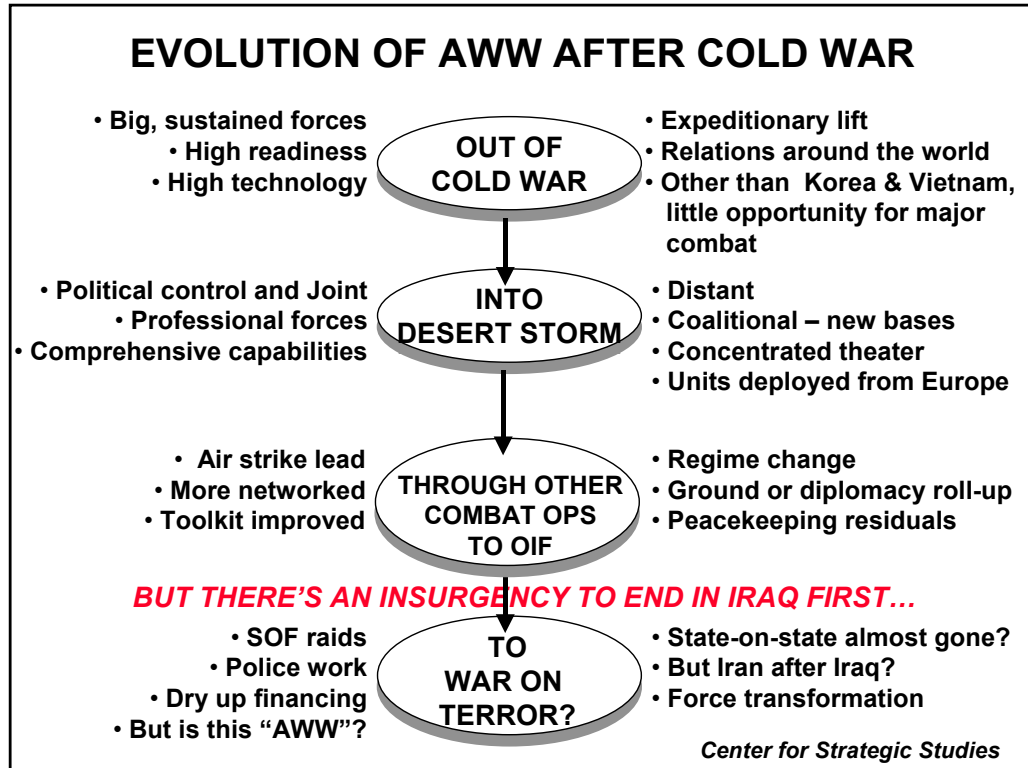 EVOLUTION OF AWW AFTER COLD WAR
• Big, sustained forces
• High readiness
• High technology
OUT OF
COLD WAR
• Expeditionary lift
• Relations around the world
• Other than Korea & Vietnam,
little opportunity for major
combat
• Political control and Joint
• Professional forces
• Comprehensive capabilities
INTO
DESERT STORM
• Distant
• Coalitional – new bases
• Concentrated theater
• Units deployed from Europe
• Air strike lead
• More networked
• Toolkit improved
THROUGH OTHER
COMBAT OPS
TO OIF
• Regime change
• Ground or diplomacy roll-up
• Peacekeeping residuals
BUT THERE’S AN INSURGENCY TO END IN IRAQ FIRST…
• SOF raids
• Police work
• Dry up financing
• But is this “AWW”?
TO
WAR ON
TERROR?
• State-on-state almost gone?
• But Iran after Iraq?
• Force transformation
Center for Strategic Studies